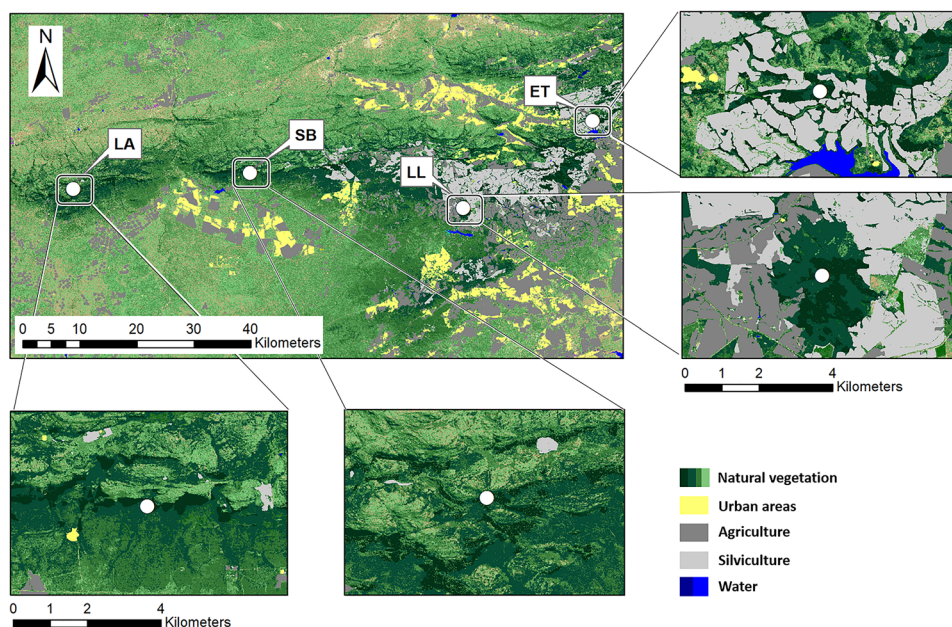 N
ET
LA
SB
LL
0 5 10 20 30 40
Kilometers
0 1 2 4
Kilometers
0 1 2 4
Kilometers
Natural vegetation
Urban areas
Agriculture
Silviculture
Water